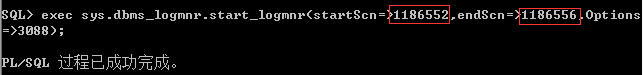 SQL> exec sys.dbms_logmnr.start_logmnr(startScn=>1186552,endScn=>1186556,Options
=>3088);
PL/SQL 过程已成功完成。